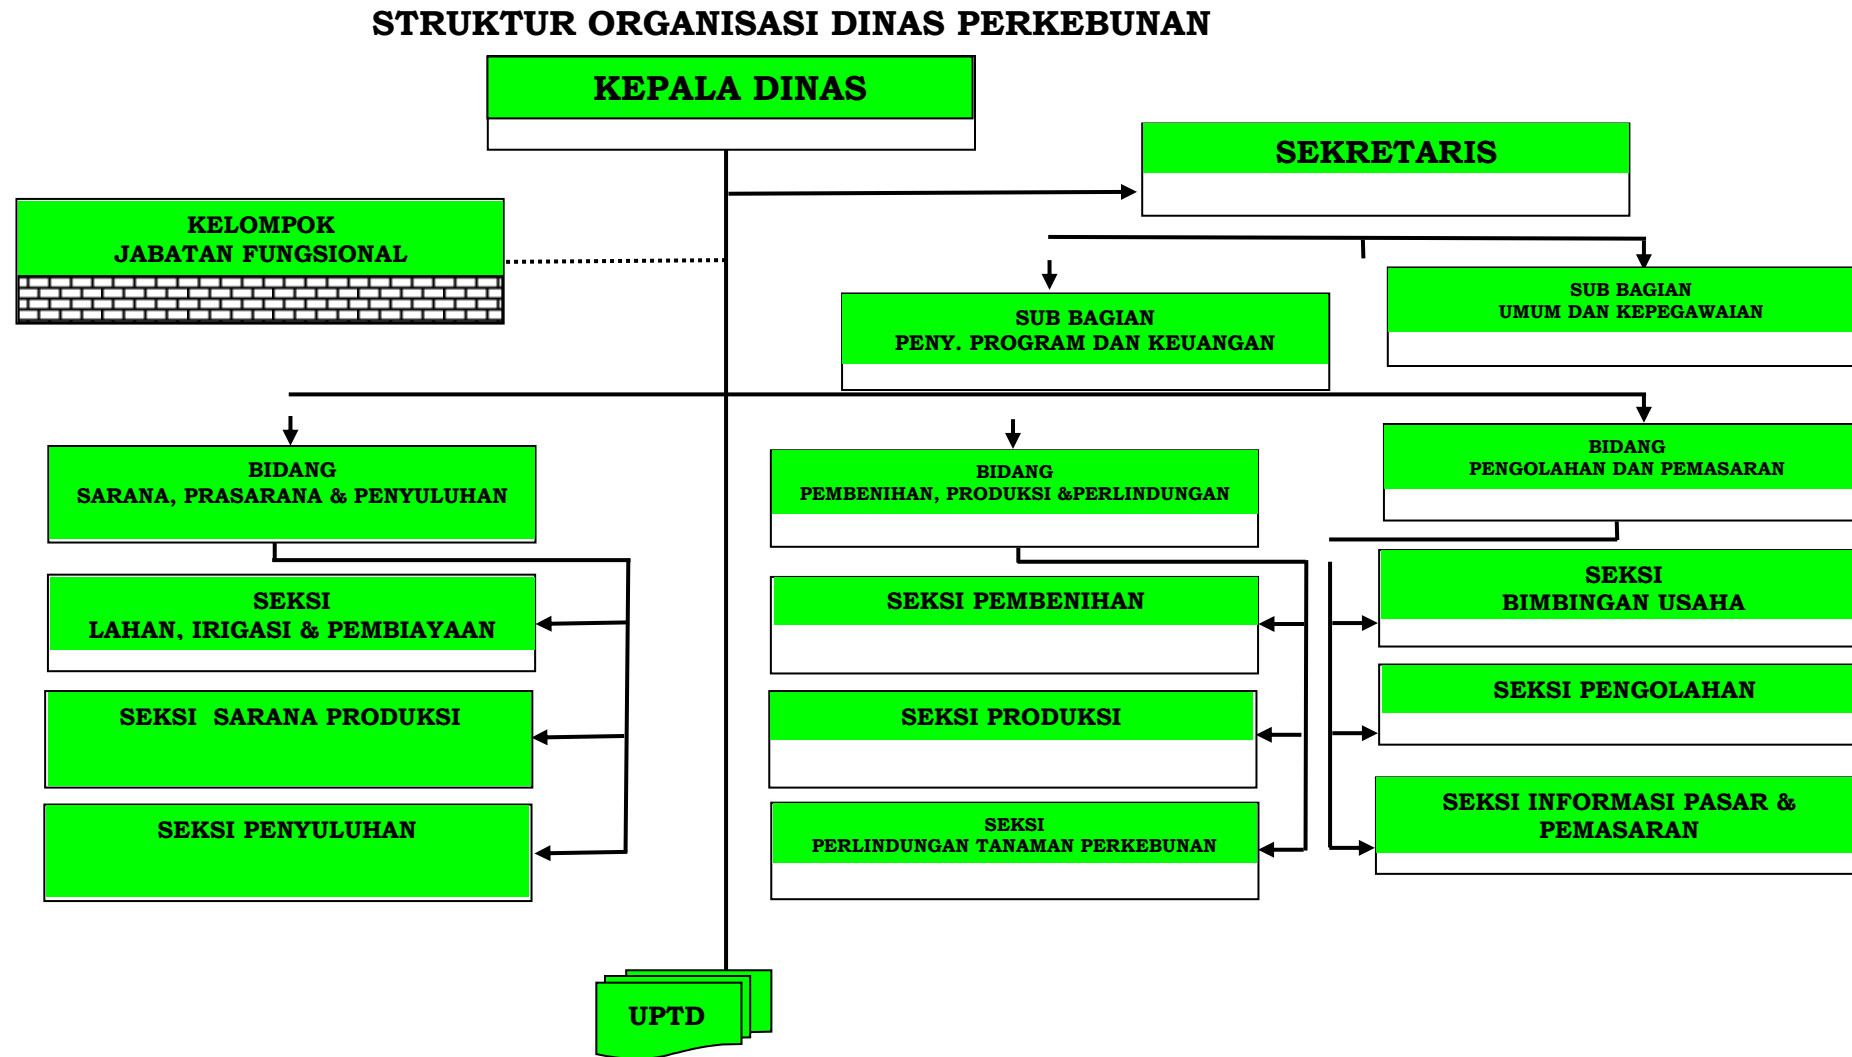 STRUKTUR ORGANISASI DINAS PERKEBUNAN
KEPALA DINAS
SEKRETARIS
KELOMPOK
JABATAN FUNGSIONAL
SUB BAGIAN
UMUM DAN KEPEGAWAIAN
SUB BAGIAN
PENY. PROGRAM DAN KEUANGAN
BIDANG
SARANA, PRASARANA & PENYULUHAN
BIDANG
PEMBENIHAN, PRODUKSI &PERLINDUNGAN
BIDANG
PENGOLAHAN DAN PEMASARAN
SEKSI
LAHAN, IRIGASI & PEMBIAYAAN
SEKSI PEMBENIHAN
SEKSI
BIMBINGAN USAHA
SEKSI  SARANA PRODUKSI
SEKSI PRODUKSI
SEKSI PENGOLAHAN
SEKSI PENYULUHAN
SEKSI
PERLINDUNGAN TANAMAN PERKEBUNAN
SEKSI INFORMASI PASAR &
PEMASARAN
UPTD